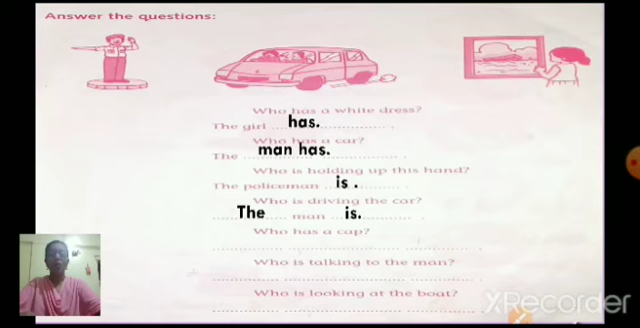 Answer the questions:
Who has a white dress?
The girl ... has. .................. .
Who has a car?
The ... man has. .................. .
Who is holding up this hand?
The policeman ... is . .......... .
Who is driving the car?
The ............ man ... is. .......... .
Who has a cap?
.................. .................. .................. .
Who is talking to the man?
.................. .................. .................. .
Who is looking at the boat?
.................. .................. .................. .
XRecorder